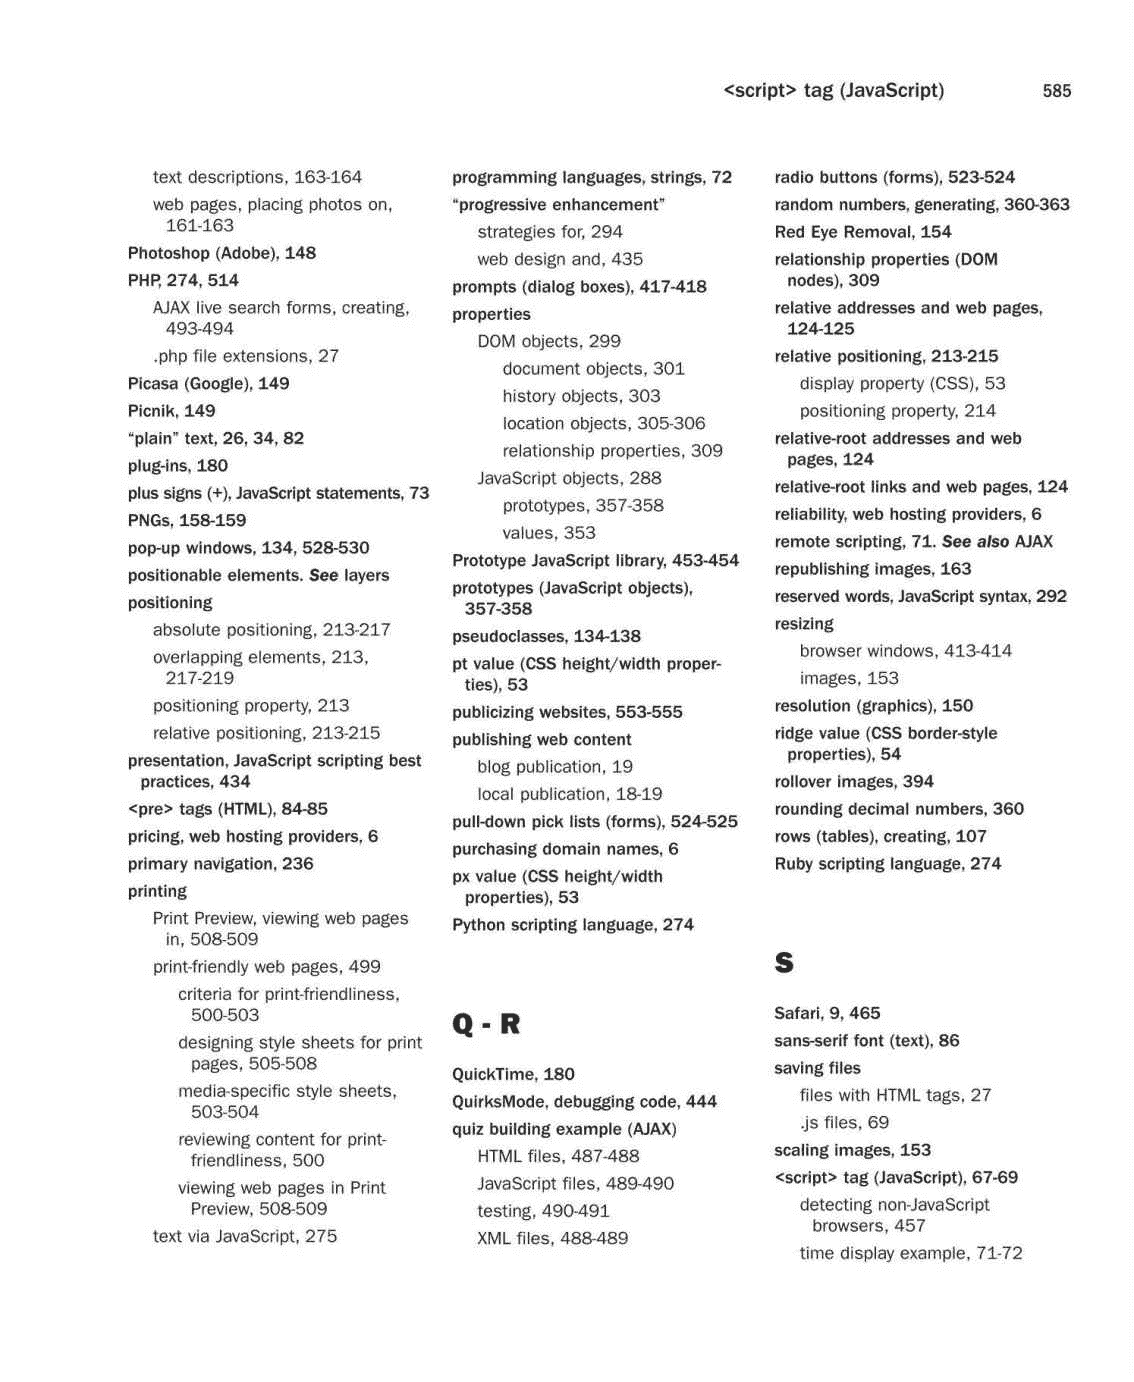 <script> tag (JavaScript) 585
text descriptions, 163-164
web pages, placing photos on,
161-163
Photoshop (Adobe), 148
PHP, 274, 514
AJAX live search forms, creating,
493-494
.php file extensions, 27
Picasa (Google), 149
Picnik, 149
“plain” text, 26, 34, 82
plug-ins, 180
plus signs (+), JavaScript statements, 73
PNGs, 158-159
pop-up windows, 134, 528-530
positionable elements. See layers
positioning
absolute positioning, 213-217
overlapping elements, 213,
217-219
positioning property, 213
relative positioning, 213-215
presentation, JavaScript scripting best
practices, 434
<pre> tags (HTML), 84-85
pricing, web hosting providers, 6
primary navigation, 236
printing
Print Preview, viewing web pages
in, 508-509
print-friendly web pages, 499
criteria for print-friendliness,
500-503
designing style sheets for print
pages, 505-508
media-specific style sheets,
503-504
reviewing content for print-
friendliness, 500
viewing web pages in Print
Preview, 508-509
text via JavaScript, 275
programming languages, strings, 72
“progressive enhancement”
strategies for, 294
web design and, 435
prompts (dialog boxes), 417-418
properties
DOM objects, 299
document objects, 301
history objects, 303
location objects, 305-306
relationship properties, 309
JavaScript objects, 288
prototypes, 357-358
values, 353
Prototype JavaScript library, 453-454
prototypes (JavaScript objects),
357-358
pseudoclasses, 134-138
pt value (CSS height/width proper-
ties), 53
publicizing websites, 553-555
publishing web content
blog publication, 19
local publication, 18-19
pull-down pick lists (forms), 524-525
purchasing domain names, 6
px value (CSS height/width
properties), 53
Python scripting language, 274
Q - R
QuickTime, 180
QuirksMode, debugging code, 444
quiz building example (AJAX)
HTML files, 487-488
JavaScript files, 489-490
testing, 490-491
XML files, 488-489
radio buttons (forms), 523-524
random numbers, generating, 360-363
Red Eye Removal, 154
relationship properties (DOM
nodes), 309
relative addresses and web pages,
124-125
relative positioning, 213-215
display property (CSS), 53
positioning property, 214
relative-root addresses and web
pages, 124
relative-root links and web pages, 124
reliability, web hosting providers, 6
remote scripting, 71. See also AJAX
republishing images, 163
reserved words, JavaScript syntax, 292
resizing
browser windows, 413-414
images, 153
resolution (graphics), 150
ridge value (CSS border-style
properties), 54
rollover images, 394
rounding decimal numbers, 360
rows (tables), creating, 107
Ruby scripting language, 274
S
Safari, 9, 465
sans-serif font (text), 86
saving files
files with HTML tags, 27
.js files, 69
scaling images, 153
<script> tag (JavaScript), 67-69
detecting non-JavaScript
browsers, 457
time display example, 71-72